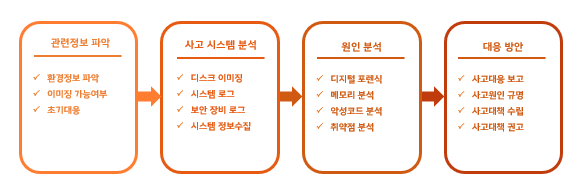 관련정보 파악
환경정보 파악
이미징 가능여부
초기대응
사고 시스템 분석
디스크 이미징
시스템 로그
보안 장비 로그
시스템 정보수집
원인 분석
디지털 포렌식
메모리 분석
악성코드 분석
취약점 분석
대응 방안
사고대응 보고
사고원인 규명
사고대책 수립
사고대책 권고